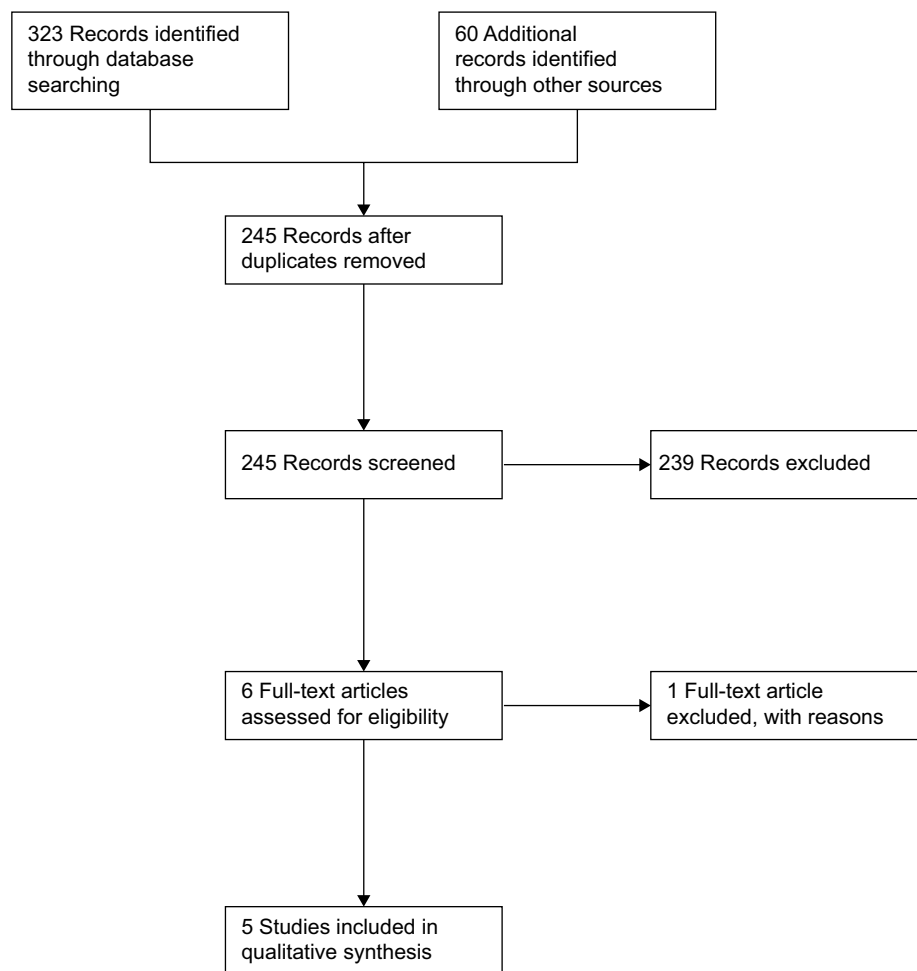 323 Records identified
through database
searching
60 Additional
records identified
through other sources
245 Records after
duplicates removed
245 Records screened
239 Records excluded
6 Full-text articles
assessed for eligibility
1 Full-text article
excluded, with reasons
5 Studies included in
qualitative synthesis